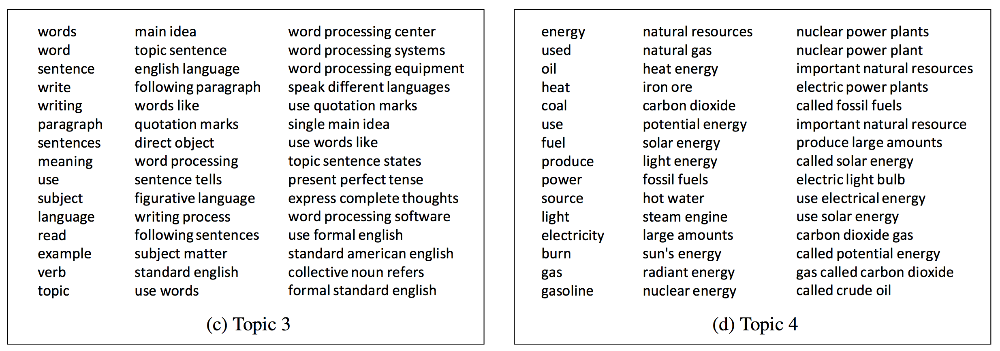 words main idea word processing center
word topic sentence word processing systems
sentence english language word processing equipment
write following paragraph speak different languages
writing words like use quotation marks
paragraph quotation marks single main idea
sentences direct object use words like
meaning word processing topic sentence states
use sentence tells present perfect tense
subject figurative language express complete thoughts
language writing process word processing software
read following sentences use formal english
example subject matter standard american english
verb standard english collective noun refers
topic use words formal standard english
(c) Topic 3
energy natural resources nuclear power plants
used natural gas nuclear power plant
oil heat energy important natural resources
heat iron ore electric power plants
coal carbon dioxide called fossil fuels
use potential energy important natural resource
fuel solar energy produce large amounts
produce light energy called solar energy
power fossil fuels electric light bulb
source hot water use electrical energy
light steam engine use solar energy
electricity large amounts carbon dioxide gas
burn sun's energy called potential energy
gas radiant energy gas called carbon dioxide
gasoline nuclear energy called crude oil
(d) Topic 4